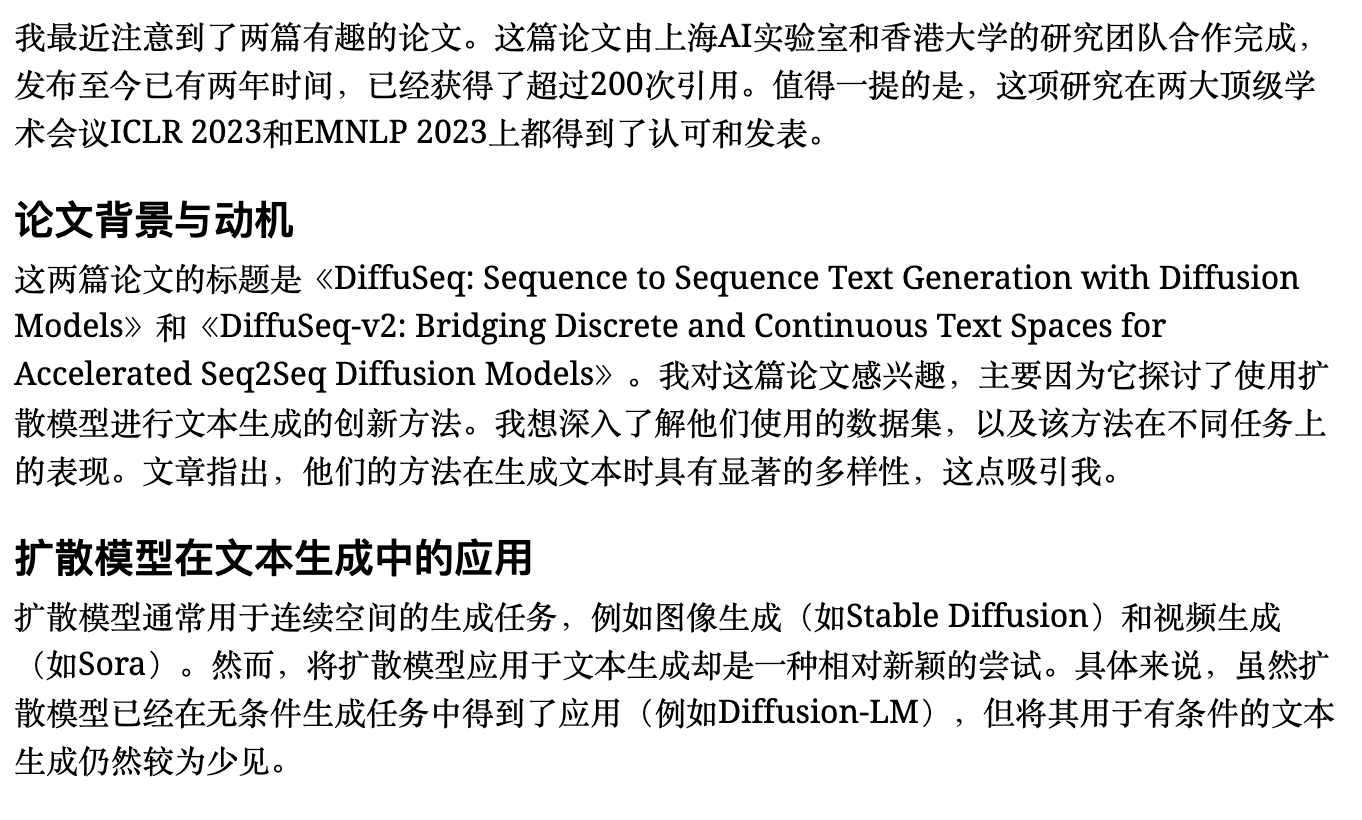 我最近注意到了两篇有趣的论文。这篇论文由上海AI实验室和香港大学的研究团队合作完成，
发布至今已有两年时间，已经获得了超过200次引用。值得一提的是，这项研究在两大顶级学
术会议ICLR 2023和EMNLP 2023上都得到了认可和发表。
论文背景与动机
这两篇论文的标题是《DiffuSeq: Sequence to Sequence Text Generation with Diffusion
Models》和《DiffuSeq-v2: Bridging Discrete and Continuous Text Spaces for
Accelerated Seq2Seq Diffusion Models》。我对这篇论文感兴趣，主要因为它探讨了使用扩
散模型进行文本生成的创新方法。我想深入了解他们使用的数据集，以及该方法在不同任务上
的表现。文章指出，他们的方法在生成文本时具有显著的多样性，这点吸引我。
扩散模型在文本生成中的应用
扩散模型通常用于连续空间的生成任务，例如图像生成（如Stable Diffusion）和视频生成
（如Sora）。然而，将扩散模型应用于文本生成却是一种相对新颖的尝试。具体来说，虽然扩
散模型已经在无条件生成任务中得到了应用（例如Diffusion-LM），但将其用于有条件的文本
生成仍然较为少见。